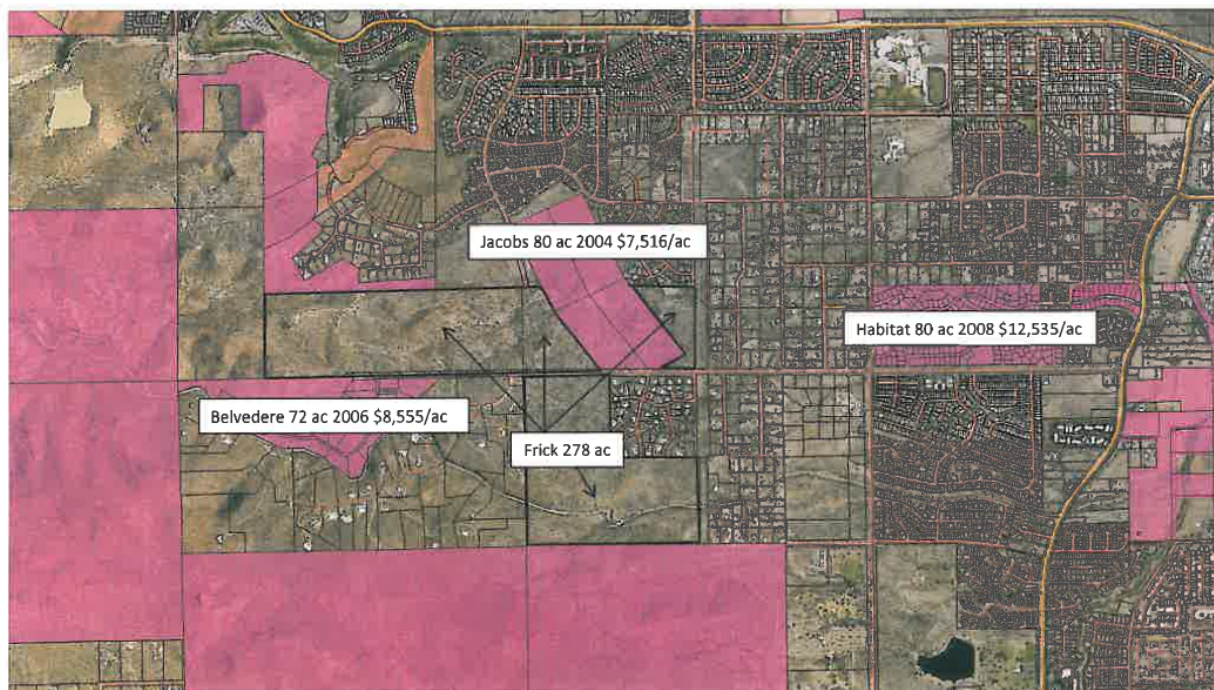 Jacobs 80 ac 2004 $7,516/ac
Habitat 80 ac 2008 $12,535/ac
Belvedere 72 ac 2006 $8,555/ac
Frick 278 ac